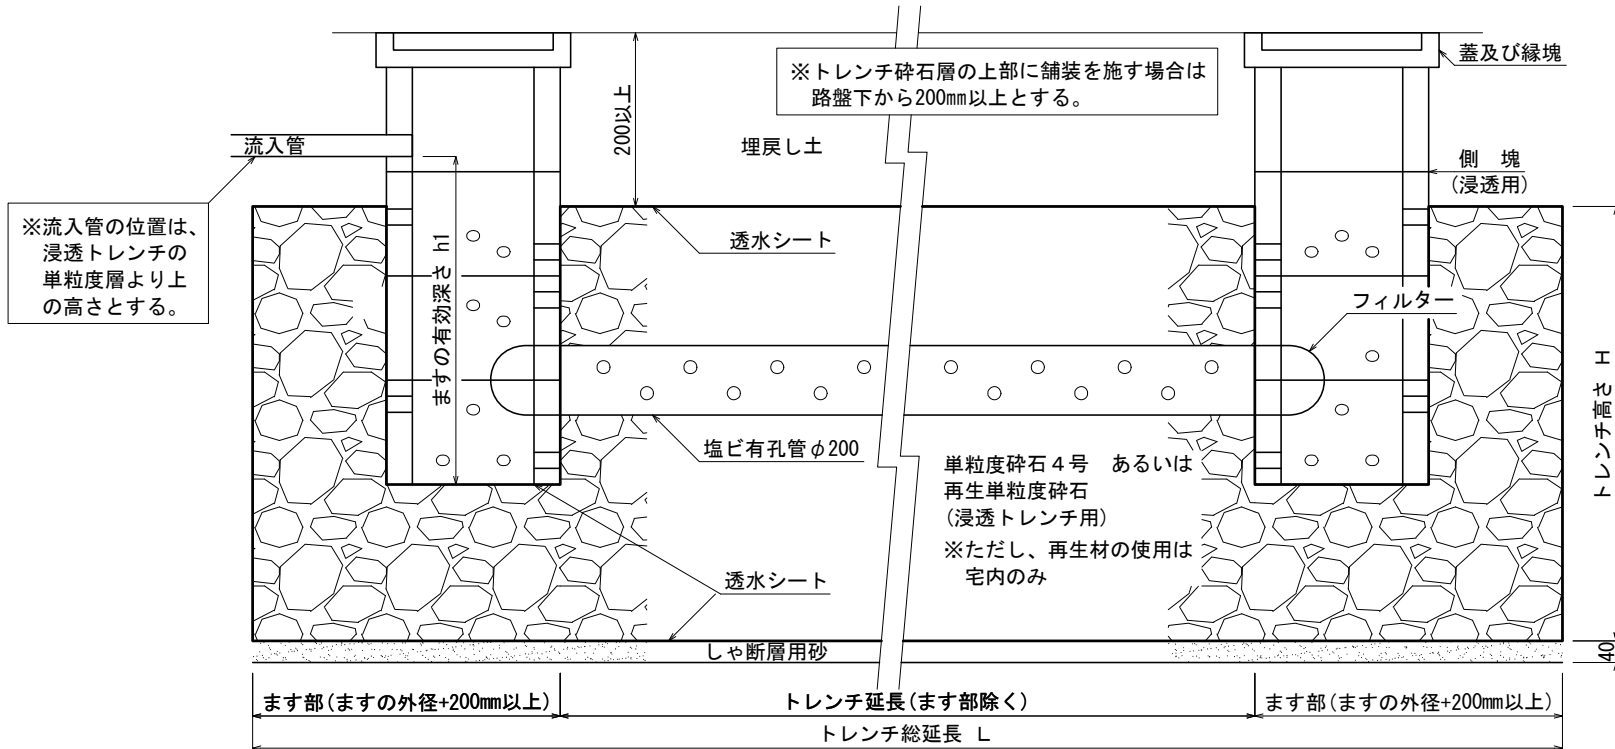 ※トレンチ砕石層の上部に舗装を施す場合は
路盤下から200mm以上とする。
蓋及び縁塊
200以上
流入管
埋戻し土
側　塊
(浸透用)
※流入管の位置は、
浸透トレンチの
単粒度層より上
の高さとする。
透水シート
ますの有効深さ h1
フィルター
トレンチ高さ H
塩ビ有孔管φ200
単粒度砕石４号　あるいは
再生単粒度砕石
(浸透トレンチ用)
※ただし、再生材の使用は
宅内のみ
透水シート
しゃ断層用砂
40
ます部(ますの外径+200mm以上)
トレンチ延長(ます部除く)
ます部(ますの外径+200mm以上)
トレンチ総延長 L